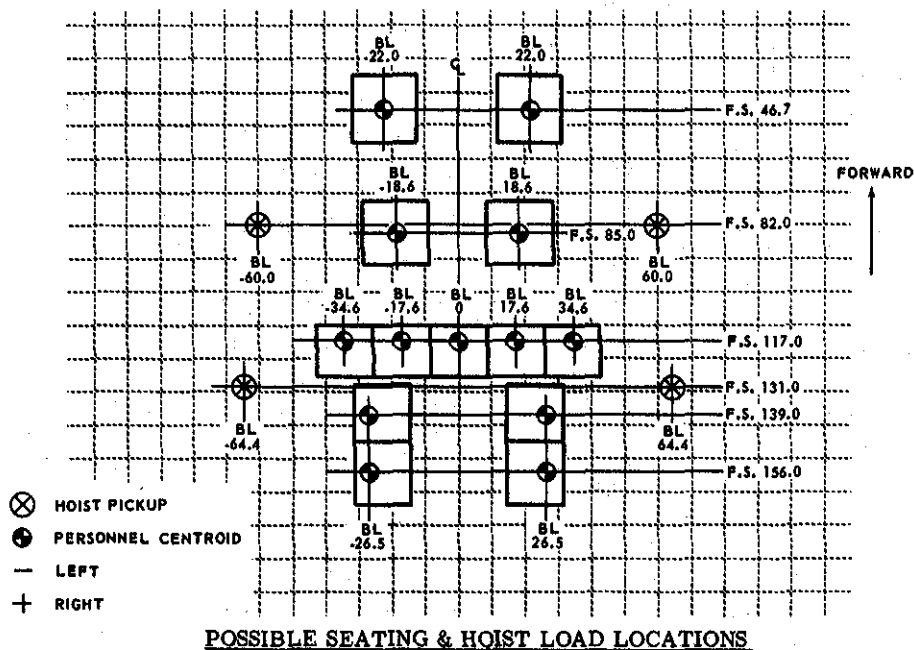 BL BL
-22.0 22.0
℄
F.S. 46.7
BL BL
-18.6 18.6
FORWARD
F.S. 82.0
F.S. 85.0
BL BL
-60.0 60.0
BL BL BL BL BL
-34.6 -17.6 0 17.6 34.6
F.S. 117.0
F.S. 131.0
F.S. 139.0
BL BL
-64.4 64.4
F.S. 156.0
HOIST PICKUP
BL BL
-26.5 26.5
PERSONNEL CENTROID
— LEFT
+ RIGHT
POSSIBLE SEATING & HOIST LOAD LOCATIONS